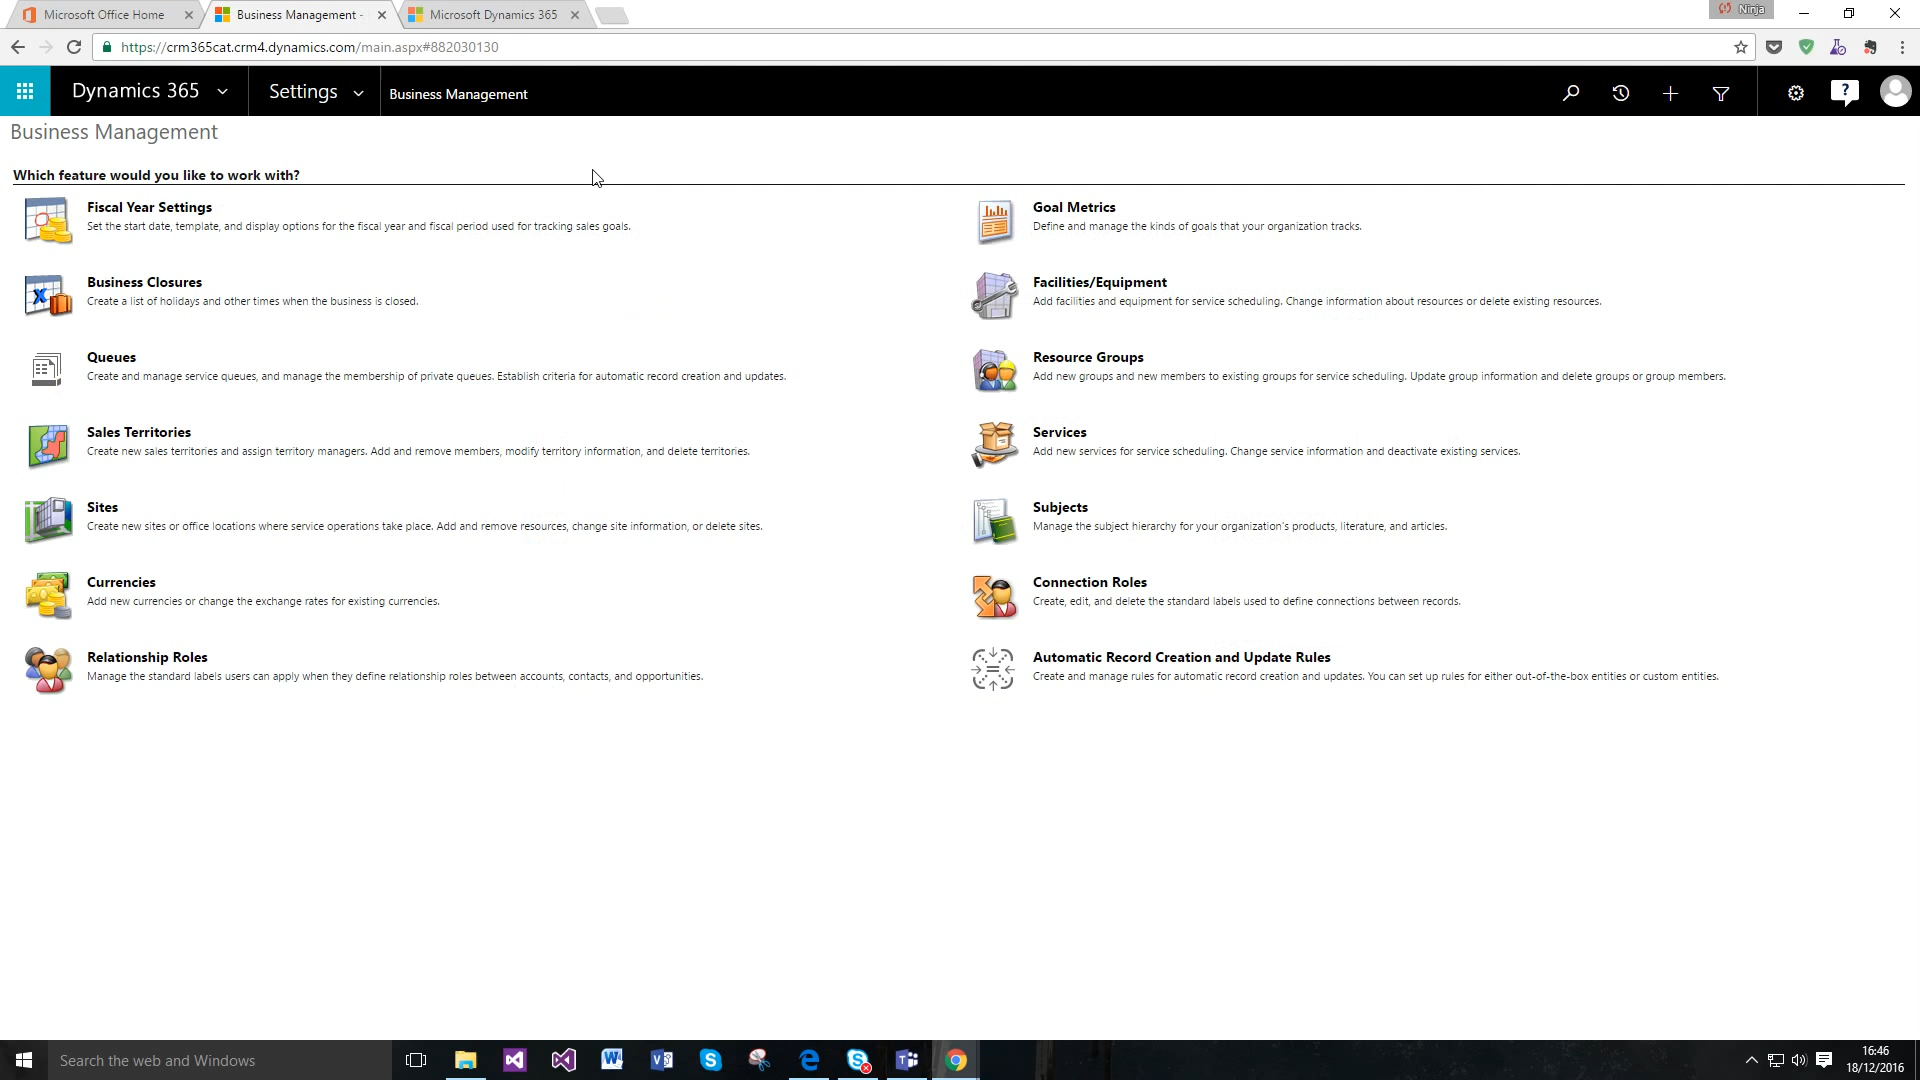 Microsoft Office Home
Business Management -
Microsoft Dynamics 365
Ninja
https://crm365cat.crm4.dynamics.com/main.aspx#882030130
Dynamics 365
Settings
Business Management
Business Management
Which feature would you like to work with?
Fiscal Year Settings
Set the start date, template, and display options for the fiscal year and fiscal period used for tracking sales goals.
Goal Metrics
Define and manage the kinds of goals that your organization tracks.
Business Closures
Create a list of holidays and other times when the business is closed.
Facilities/Equipment
Add facilities and equipment for service scheduling. Change information about resources or delete existing resources.
Queues
Create and manage service queues, and manage the membership of private queues. Establish criteria for automatic record creation and updates.
Resource Groups
Add new groups and new members to existing groups for service scheduling. Update group information and delete groups or group members.
Sales Territories
Create new sales territories and assign territory managers. Add and remove members, modify territory information, and delete territories.
Services
Add new services for service scheduling. Change service information and deactivate existing services.
Sites
Create new sites or office locations where service operations take place. Add and remove resources, change site information, or delete sites.
Subjects
Manage the subject hierarchy for your organization's products, literature, and articles.
Currencies
Add new currencies or change the exchange rates for existing currencies.
Connection Roles
Create, edit, and delete the standard labels used to define connections between records.
Relationship Roles
Manage the standard labels users can apply when they define relationship roles between accounts, contacts, and opportunities.
Automatic Record Creation and Update Rules
Create and manage rules for automatic record creation and updates. You can set up rules for either out-of-the-box entities or custom entities.
Search the web and Windows
16:46
18/12/2016